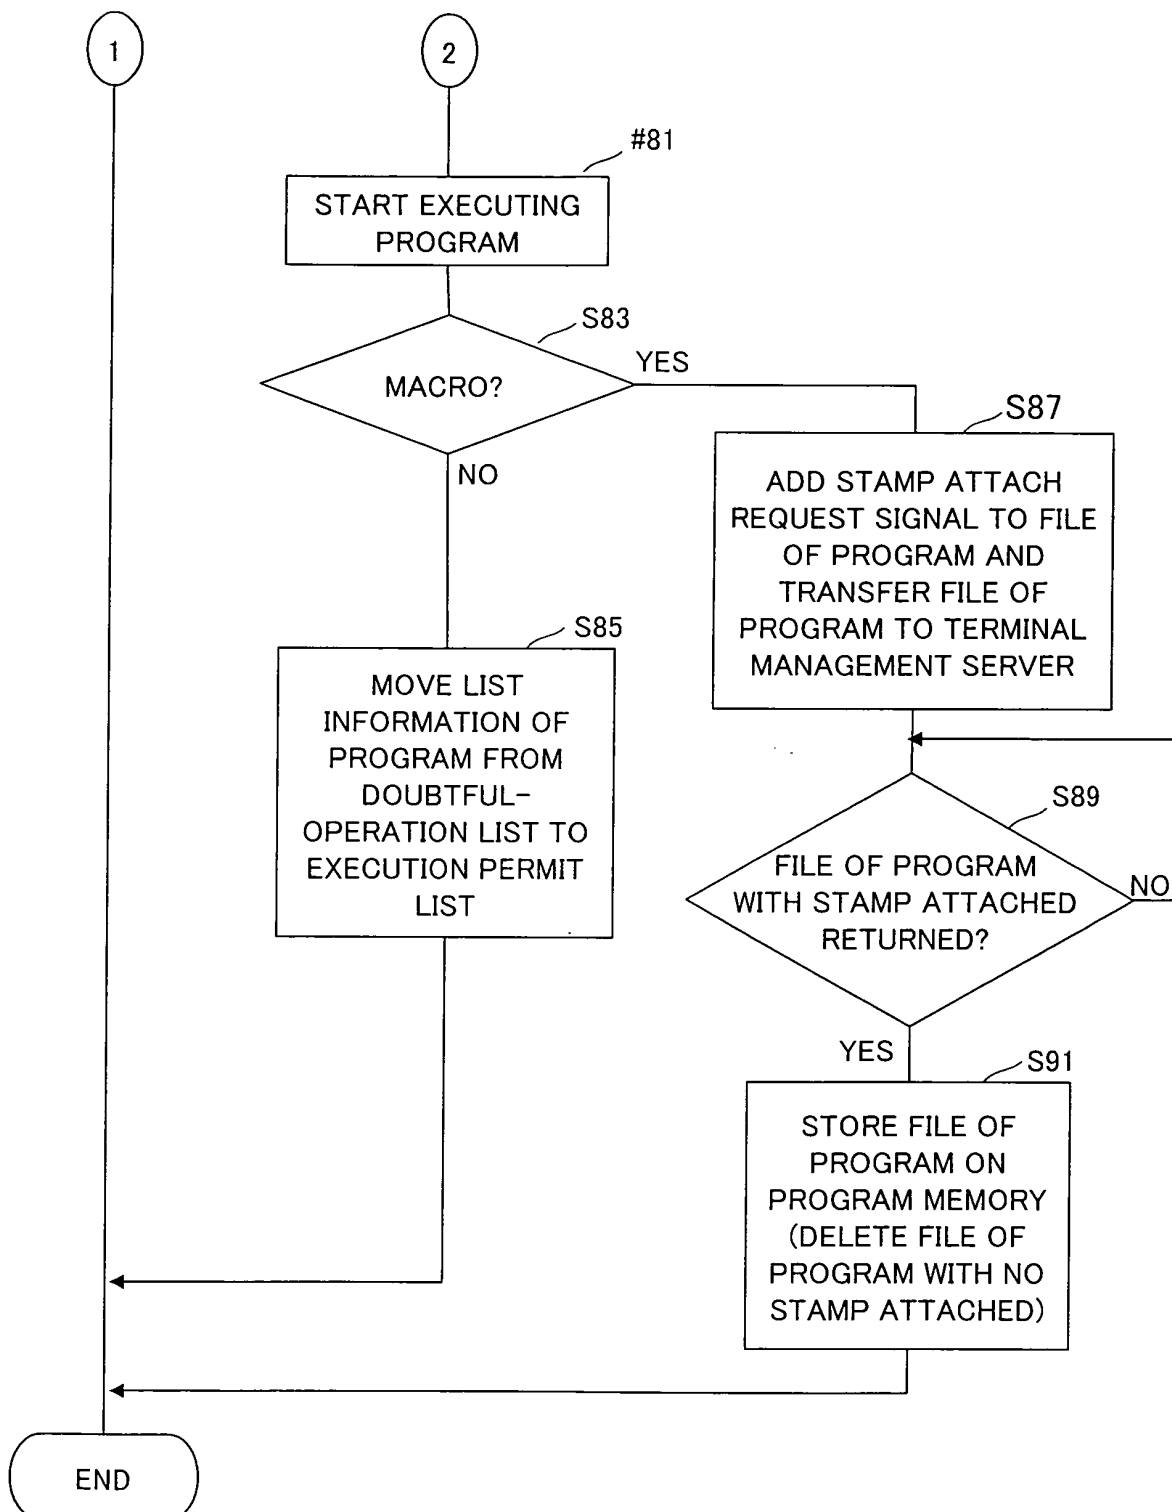 1
2
#81
START EXECUTING
PROGRAM
S83
MACRO?
YES
NO
S87
ADD STAMP ATTACH
REQUEST SIGNAL TO FILE
OF PROGRAM AND
TRANSFER FILE OF
PROGRAM TO TERMINAL
MANAGEMENT SERVER
S85
MOVE LIST
INFORMATION OF
PROGRAM FROM
DOUBTFUL-
OPERATION LIST TO
EXECUTION PERMIT
LIST
S89
FILE OF PROGRAM
WITH STAMP ATTACHED
RETURNED?
NO
YES
S91
STORE FILE OF
PROGRAM ON
PROGRAM MEMORY
(DELETE FILE OF
PROGRAM WITH NO
STAMP ATTACHED)
END